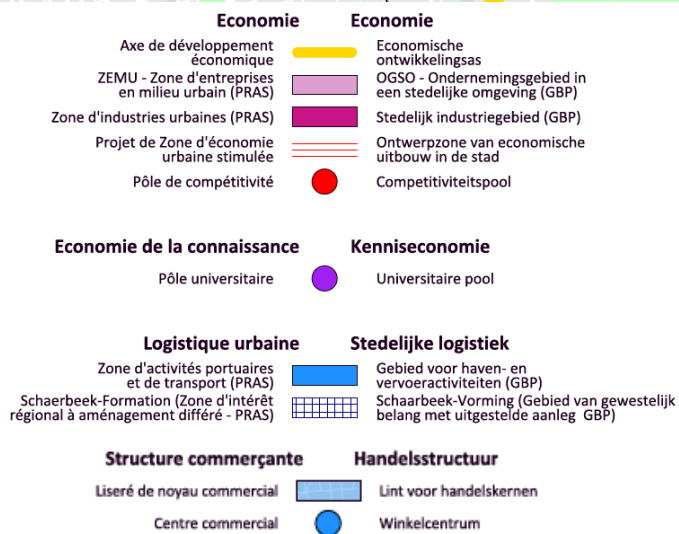 Economie Economie
Axe de développement économique Economische ontwikkelingsas
ZEMU - Zone d'entreprises en milieu urbain (PRAS) OGSO - Ondernemingsgebied in een stedelijke omgeving (GBP)
Zone d'industries urbaines (PRAS) Stedelijk industriegebied (GBP)
Projet de Zone d'économie urbaine stimulée Ontwerpzone van economische uitbouw in de stad
Pôle de compétitivité Competitiviteitspool
Economie de la connaissance Kenniseconomie
Pôle universitaire Universitaire pool
Logistique urbaine Stedelijke logistiek
Zone d'activités portuaires et de transport (PRAS) Gebied voor haven- en vervoeractiviteiten (GBP)
Schaerbeek-Formation (Zone d'intérêt régional à aménagement différé - PRAS) Schaarbeek-Vorming (Gebied van gewestelijk belang met uitgestelde aanleg GBP)
Structure commerçante Handelsstructuur
Liseré de noyau commercial Lint voor handelskernen
Centre commercial Winkelcentrum